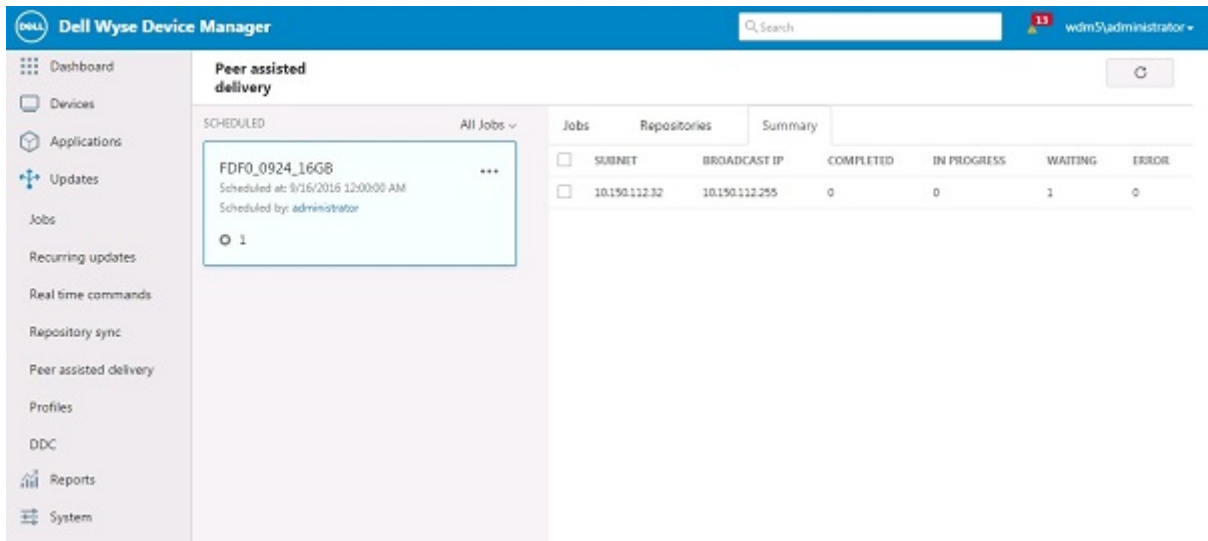 DELL
Dell Wyse Device Manager
Search
13
wdm5\administrator
Dashboard
Devices
Applications
Updates
Jobs
Recurring updates
Real time commands
Repository sync
Peer assisted delivery
Profiles
DDC
Reports
System
Peer assisted
delivery
SCHEDULED
All Jobs
FDF0_0924_16GB
...
Scheduled at: 9/16/2016 12:00:00 AM
Scheduled by: administrator
1
Jobs Repositories Summary
SUBNET BROADCAST IP COMPLETED IN PROGRESS WAITING ERROR
10.150.112.32 10.150.112.255 0 0 1 0